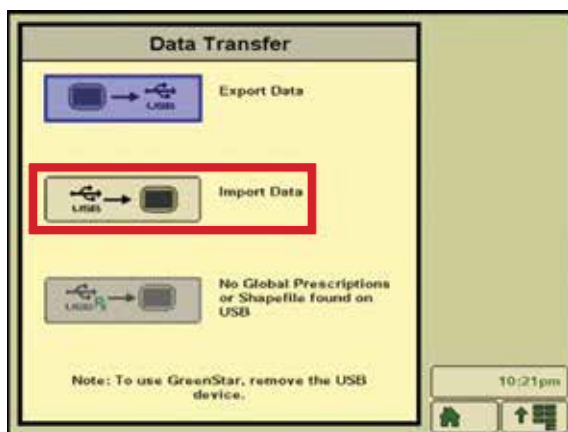 Data Transfer
USB
Export Data
USB
Import Data
USB Rx
No Global Prescriptions
or Shapefile found on
USB
Note: To use GreenStar, remove the USB
device.
10:21pm